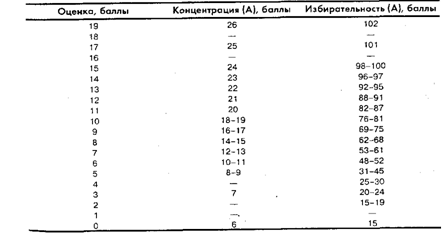 Оценка, баллы Концентрация (А), баллы Избирательность (А), баллы
19 26 102
18 — —
17 25 101
16 — —
15 24 98-100
14 23 96-97
13 22 92-95
12 21 88-91
11 20 82-87
10 18-19 76-81
9 16-17 69-75
8 14-15 62-68
7 12-13 53-61
6 10-11 48-52
5 8-9 31-45
4 — 25-30
3 7 20-24
2 — 15-19
1 — —
0 6 15